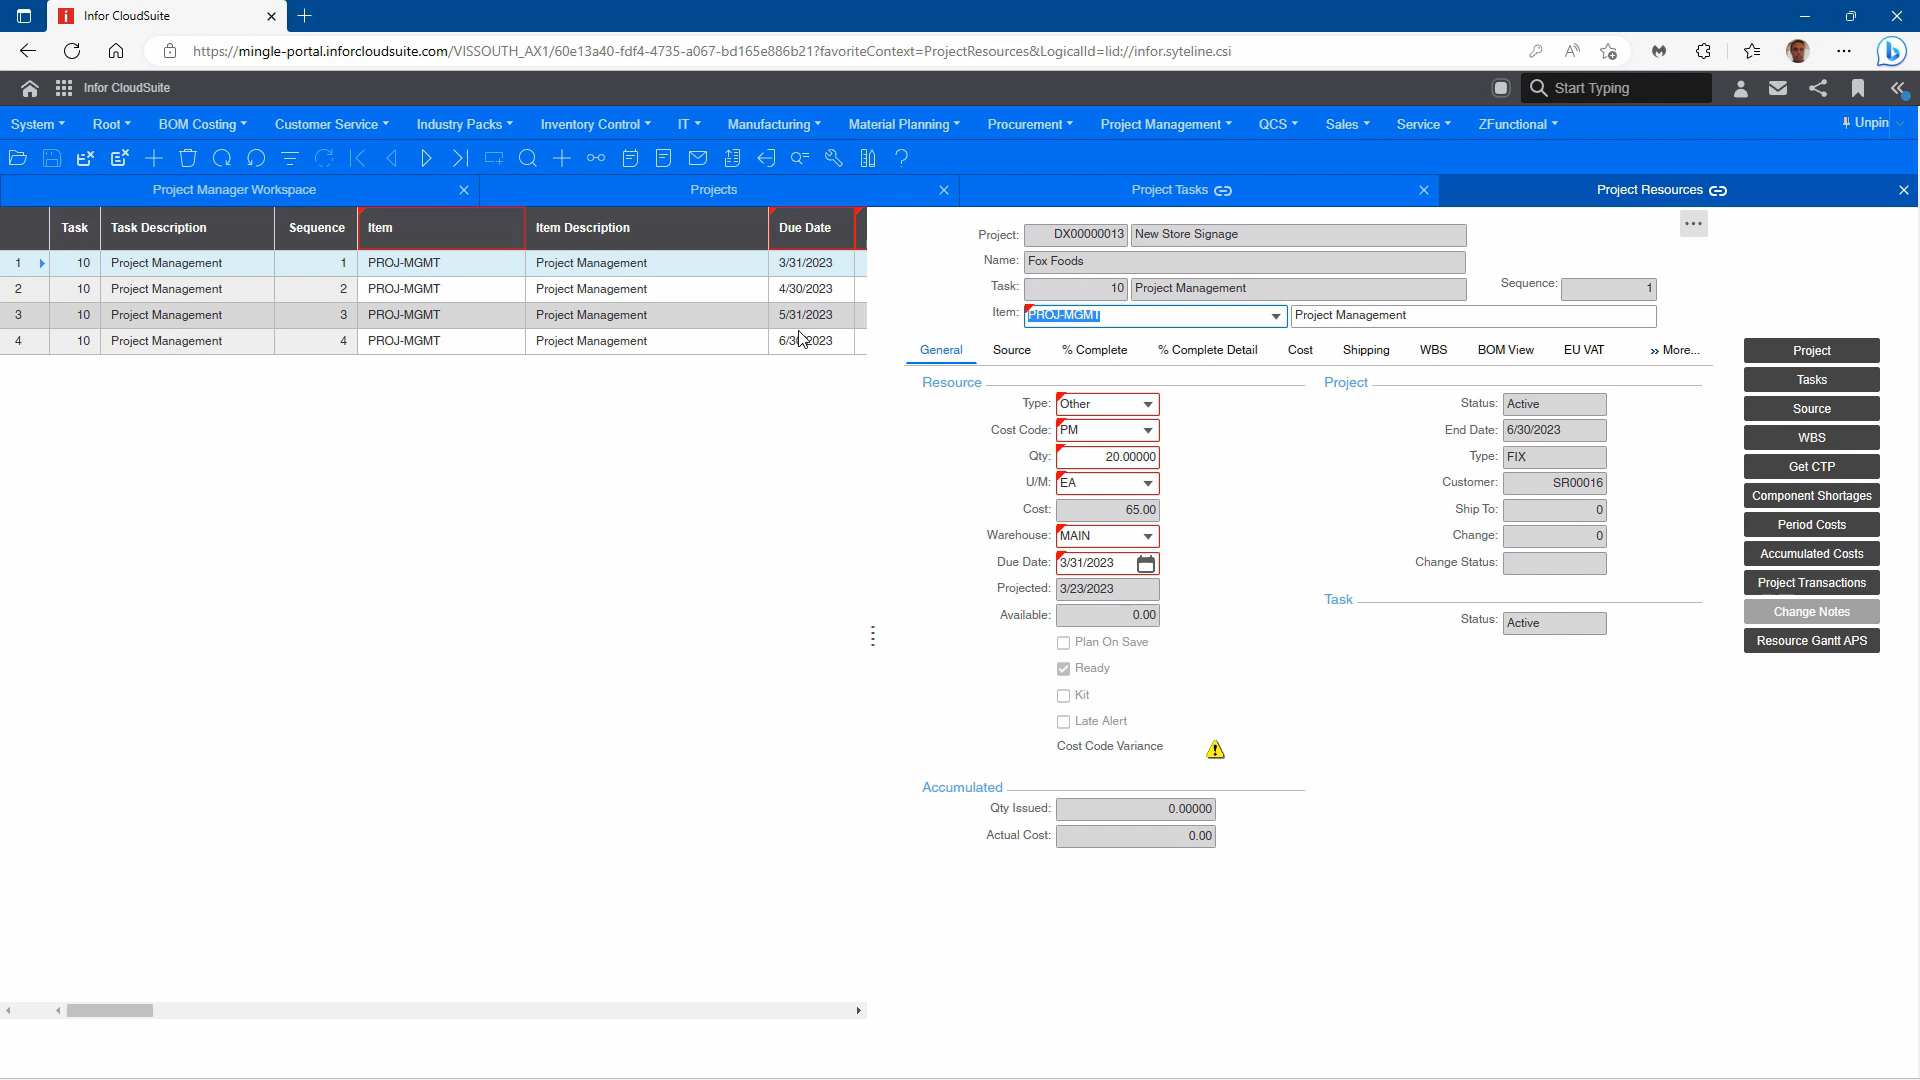 Infor CloudSuite
https://mingle-portal.inforcloudsuite.com/VISSOUTH_AX1/60e13a40-fdf4-4735-a067-bd165e886b21?favoriteContext=ProjectResources&LogicalId=lid://infor.syteline.csi
Infor CloudSuite Start Typing
System Root BOM Costing Customer Service Industry Packs Inventory Control IT Manufacturing Material Planning Procurement Project Management QCS Sales Service ZFunctional Unpin
Project Manager Workspace Projects Project Tasks Project Resources
Task Task Description Sequence Item Item Description Due Date
1 10 Project Management 1 PROJ-MGMT Project Management 3/31/2023
2 10 Project Management 2 PROJ-MGMT Project Management 4/30/2023
3 10 Project Management 3 PROJ-MGMT Project Management 5/31/2023
4 10 Project Management 4 PROJ-MGMT Project Management 6/30/2023
Project: DX00000013 New Store Signage
Name: Fox Foods
Task: 10 Project Management Sequence: 1
Item: PROJ-MGMT Project Management
General Source % Complete % Complete Detail Cost Shipping WBS BOM View EU VAT » More...
Resource
Type: Other
Cost Code: PM
Qty: 20.00000
U/M: EA
Cost: 65.00
Warehouse: MAIN
Due Date: 3/31/2023
Projected: 3/23/2023
Available: 0.00
Plan On Save
Ready
Kit
Late Alert
Cost Code Variance
Accumulated
Qty Issued: 0.00000
Actual Cost: 0.00
Project
Status: Active
End Date: 6/30/2023
Type: FIX
Customer: SR00016
Ship To: 0
Change: 0
Change Status:
Task
Status: Active
Project
Tasks
Source
WBS
Get CTP
Component Shortages
Period Costs
Accumulated Costs
Project Transactions
Change Notes
Resource Gantt APS